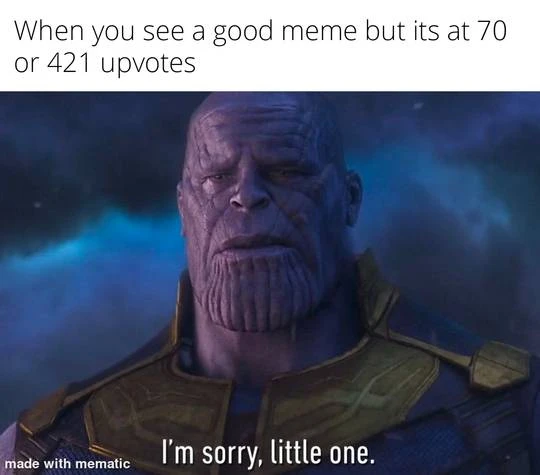 When you see a good meme but its at 70
or 421 upvotes
I'm sorry, little one.
made with mematic